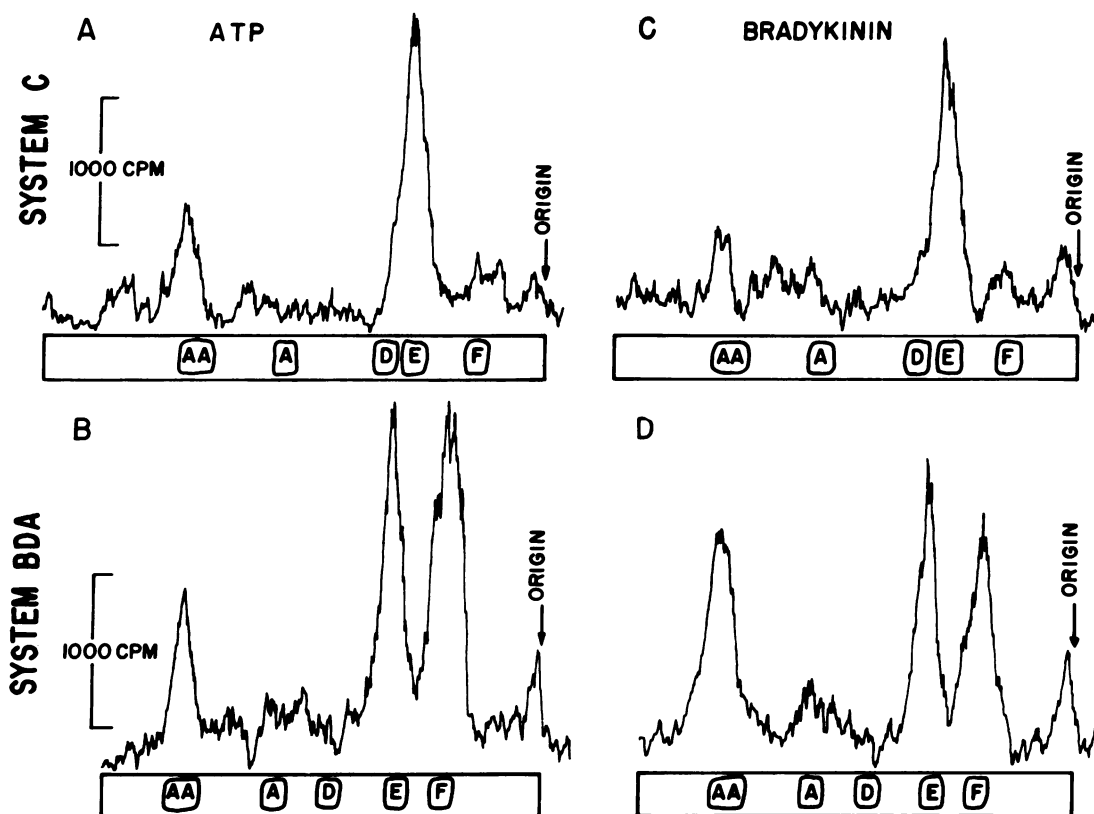 A ATP
C BRADYKININ
SYSTEM C
1000 CPM
ORIGIN
ORIGIN
AA A D E F
AA A D E F
B
D
SYSTEM BDA
1000 CPM
ORIGIN
ORIGIN
AA A D E F
AA A D E F